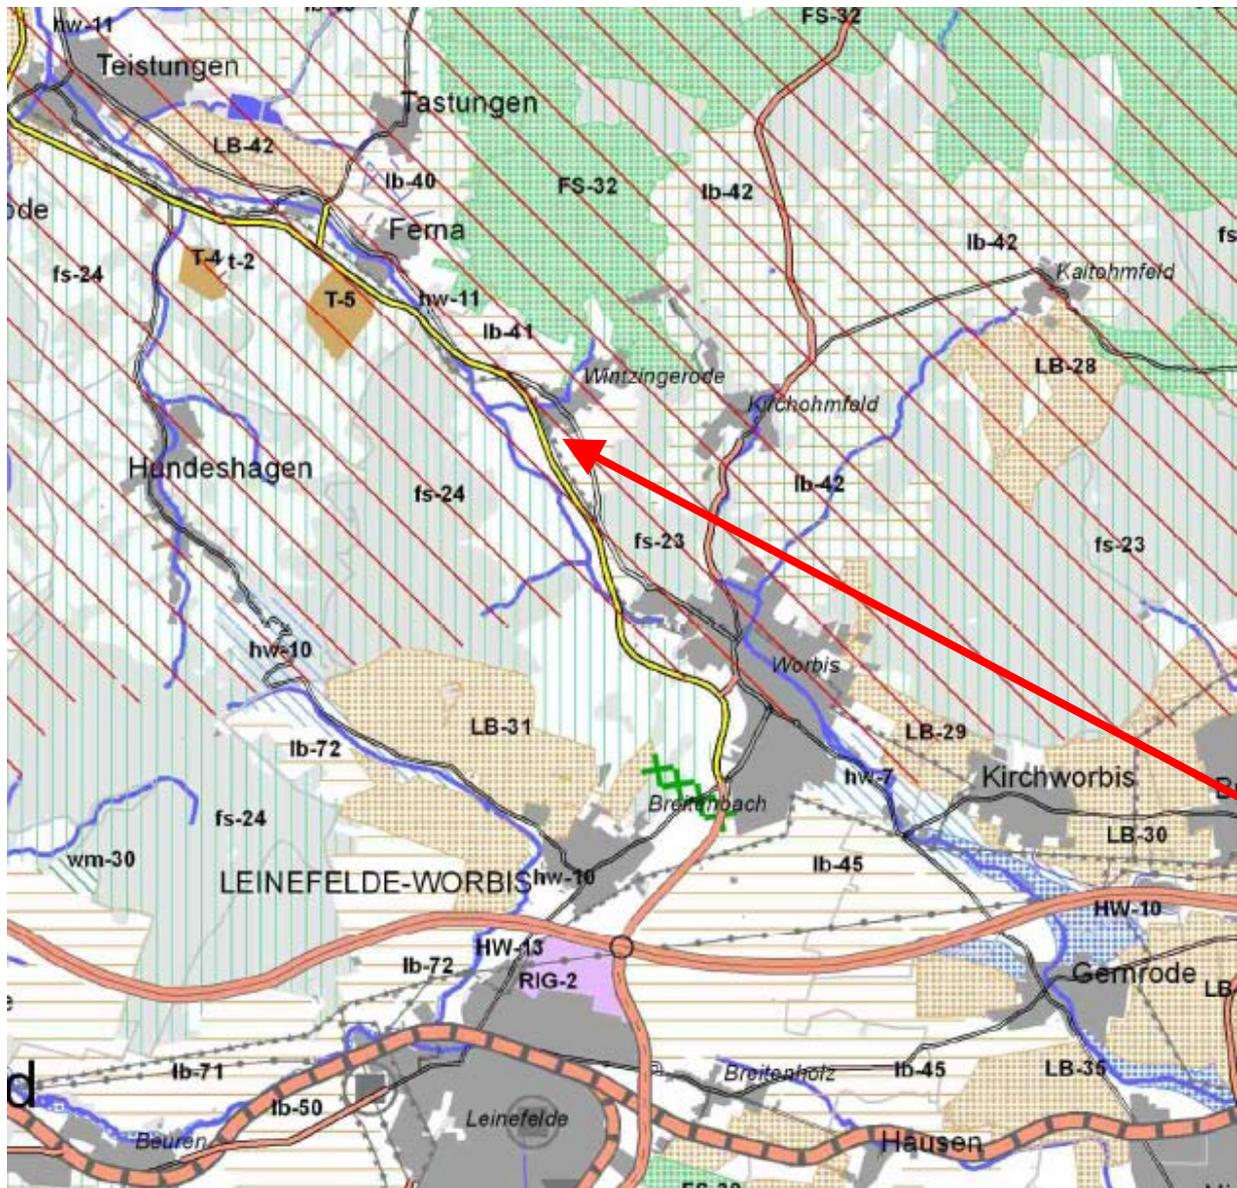 hw-11
FS-32
Teistungen
Tastungen
LB-42
lb-40
FS-32
lb-42
ode
Ferna
lb-42
fs
fs-24
T-4
t-2
Kaltohmfeld
T-5
hw-11
lb-41
LB-28
Wintzingerode
Kirchohmfeld
Hundeshagen
fs-24
lb-42
fs-23
fs-23
hw-10
Worbis
LB-31
LB-29
lb-72
hw-7
Kirchworbis
Breitenbach
fs-24
LB-30
wm-30
lb-45
LEINEFELDE-WORBIS
hw-10
HW-10
HW-13
lb-72
RIG-2
Gernrode
LB-
lb-71
Breitenholz
lb-45
LB-35
d
lb-50
Leinefelde
Beuren
Hausen